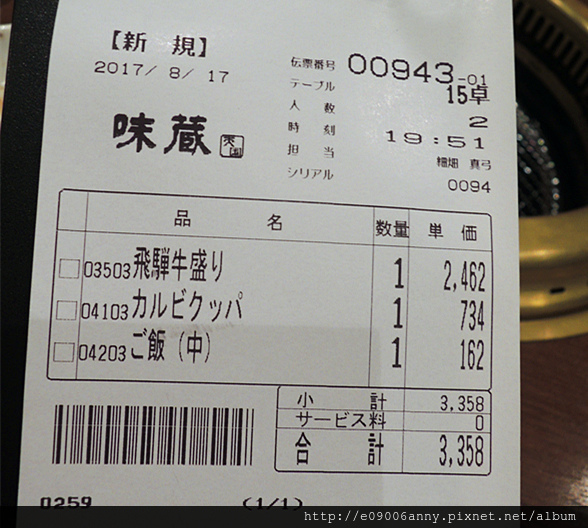 【新 規】
2017/ 8/ 17
伝票番号 00943-01
テーブル 15卓
人 数 2
時 刻 19:51
担 当 細畑 真弓
シリアル 0094
味蔵
品 名 数量 単 価
03503飛騨牛盛り 1 2,462
04103カルビクッパ 1 734
04203ご飯(中) 1 162
小 計 3,358
サービス料 0
合 計 3,358
0259 (1/1)
http://e09006anny.pixnet.net/album